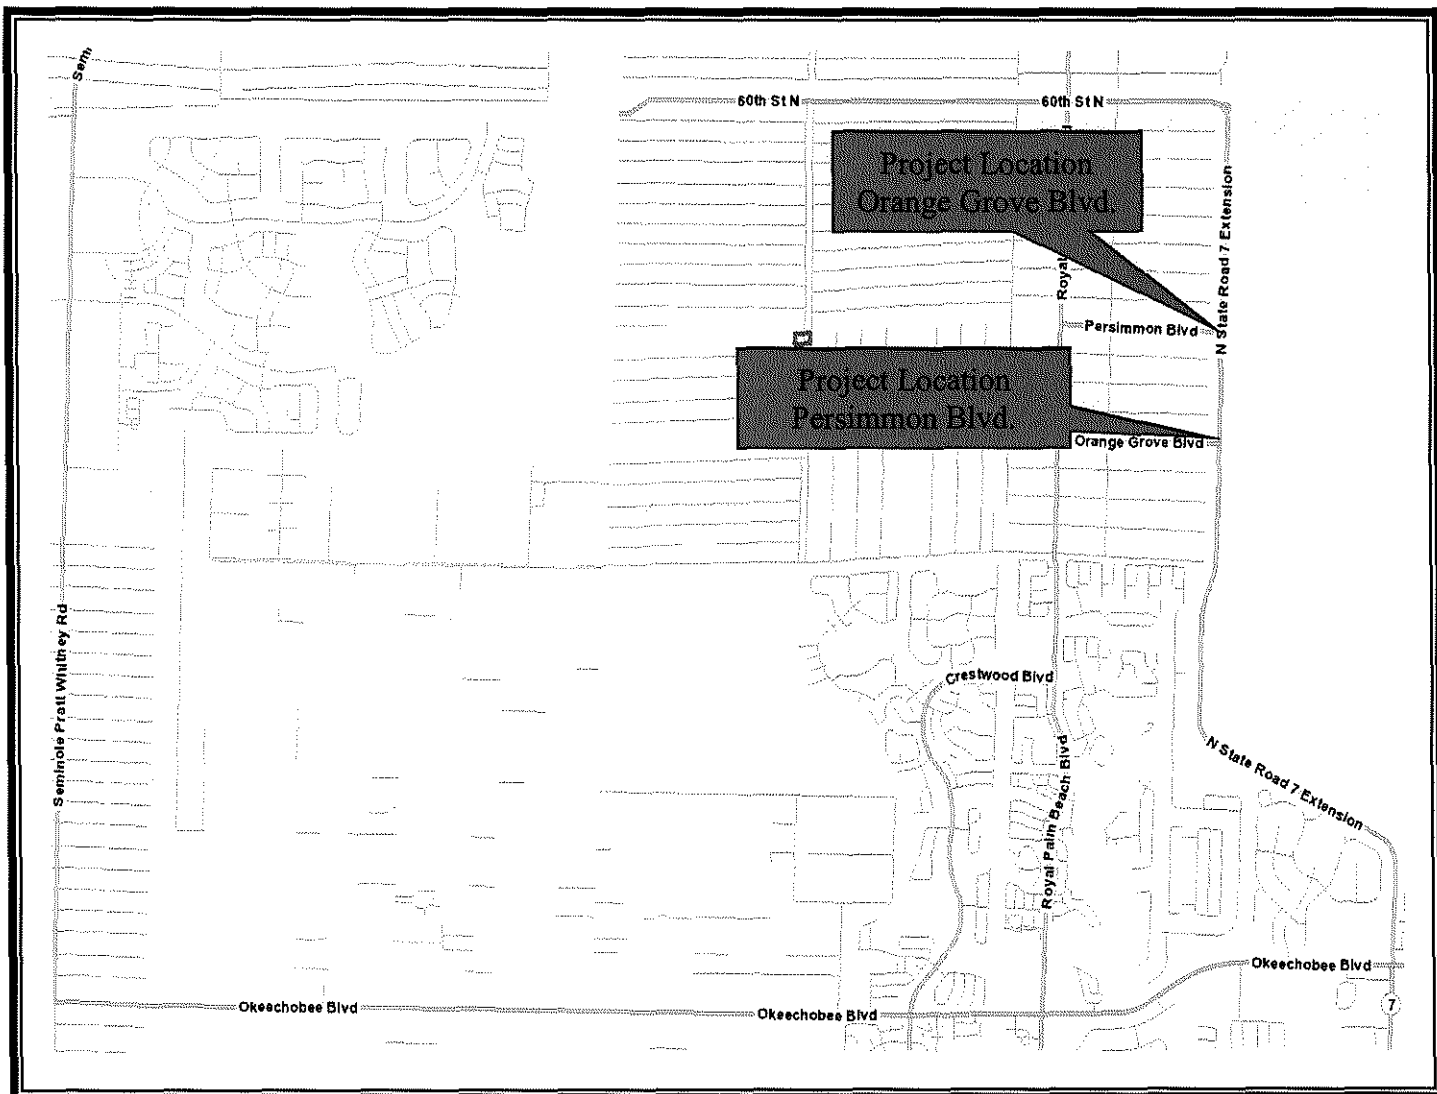 Semi
60th St N
60th St N
Project Location
Orange Grove Blvd.
N State Road 7 Extension
Royal
Persimmon Blvd
Project Location
Persimmon Blvd.
Orange Grove Blvd
Seminole Pratt Whitney Rd
Crestwood Blvd
N State Road 7 Extension
Royal Palm Beach Blvd
Okeechobee Blvd
Okeechobee Blvd
Okeechobee Blvd
7